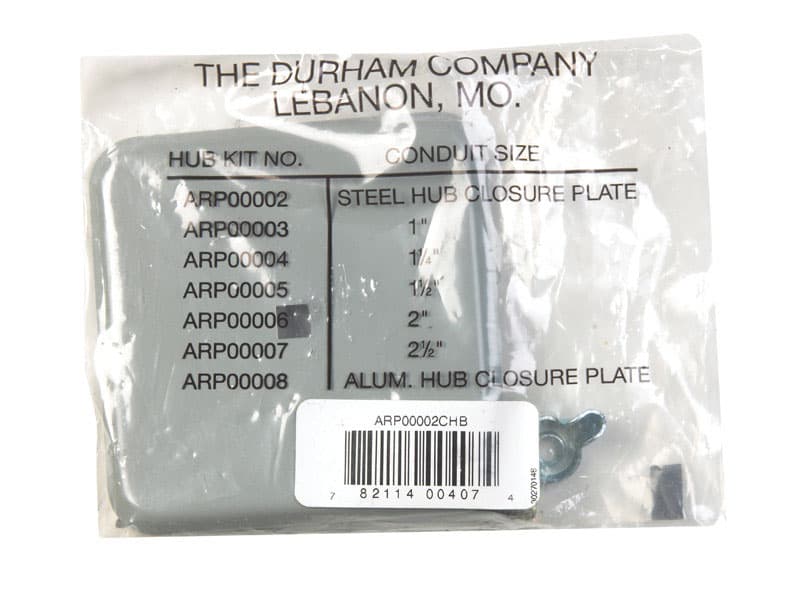 THE DURHAM COMPANY
LEBANON, MO.
HUB KIT NO. CONDUIT SIZE
ARP00002 STEEL HUB CLOSURE PLATE
ARP00003 1"
ARP00004 1¼"
ARP00005 1½"
ARP00006 2"
ARP00007 2½"
ARP00008 ALUM. HUB CLOSURE PLATE
ARP00002CHB
7 82114 00407 4
00270148